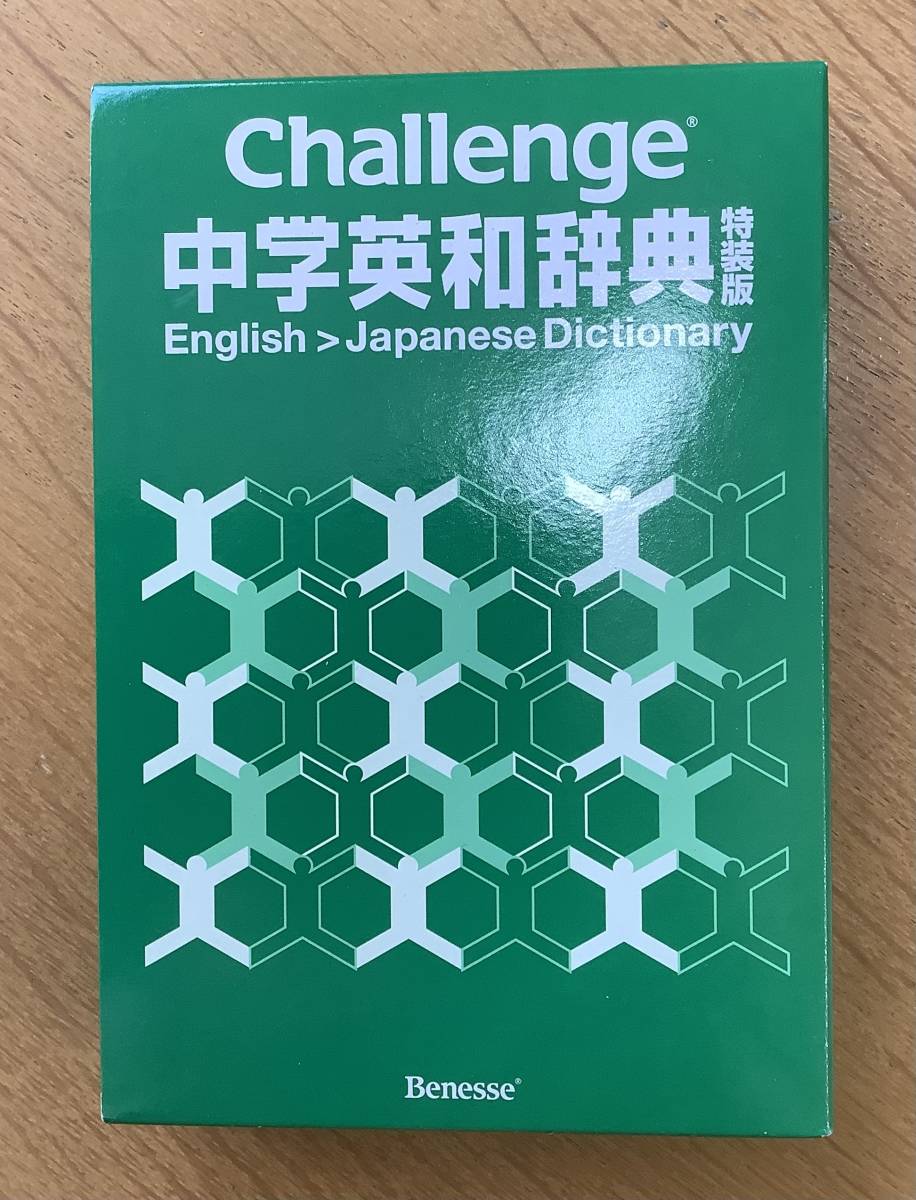 Challenge®
中学英和辞典 特装版
English > Japanese Dictionary
Benesse®